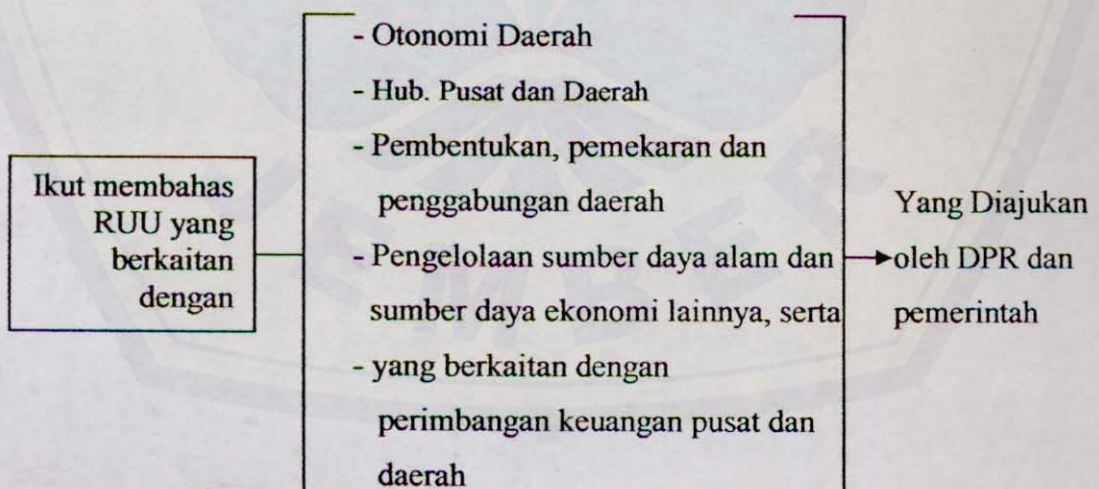 Ikut membahas
RUU yang
berkaitan
dengan
- Otonomi Daerah
- Hub. Pusat dan Daerah
- Pembentukan, pemekaran dan
penggabungan daerah
- Pengelolaan sumber daya alam dan
sumber daya ekonomi lainnya, serta
- yang berkaitan dengan
perimbangan keuangan pusat dan
daerah
Yang Diajukan
oleh DPR dan
pemerintah
JEMBER